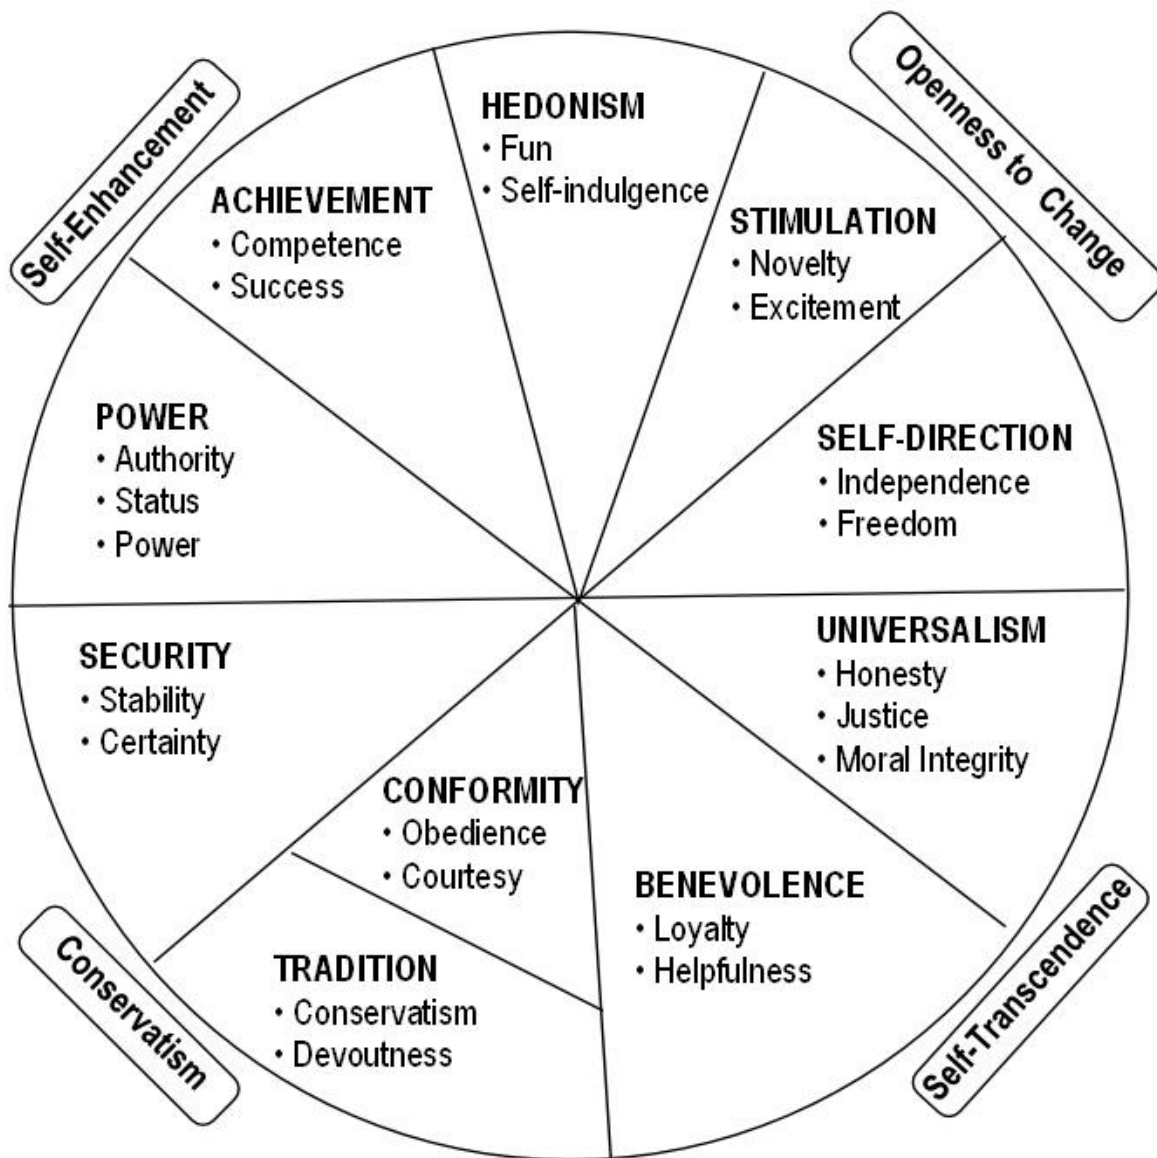 Self-Enhancement
Openness to Change
HEDONISM
• Fun
• Self-indulgence
ACHIEVEMENT
• Competence
• Success
STIMULATION
• Novelty
• Excitement
POWER
• Authority
• Status
• Power
SELF-DIRECTION
• Independence
• Freedom
SECURITY
• Stability
• Certainty
UNIVERSALISM
• Honesty
• Justice
• Moral Integrity
CONFORMITY
• Obedience
• Courtesy
BENEVOLENCE
• Loyalty
• Helpfulness
TRADITION
• Conservatism
• Devoutness
Conservatism
Self-Transcendence